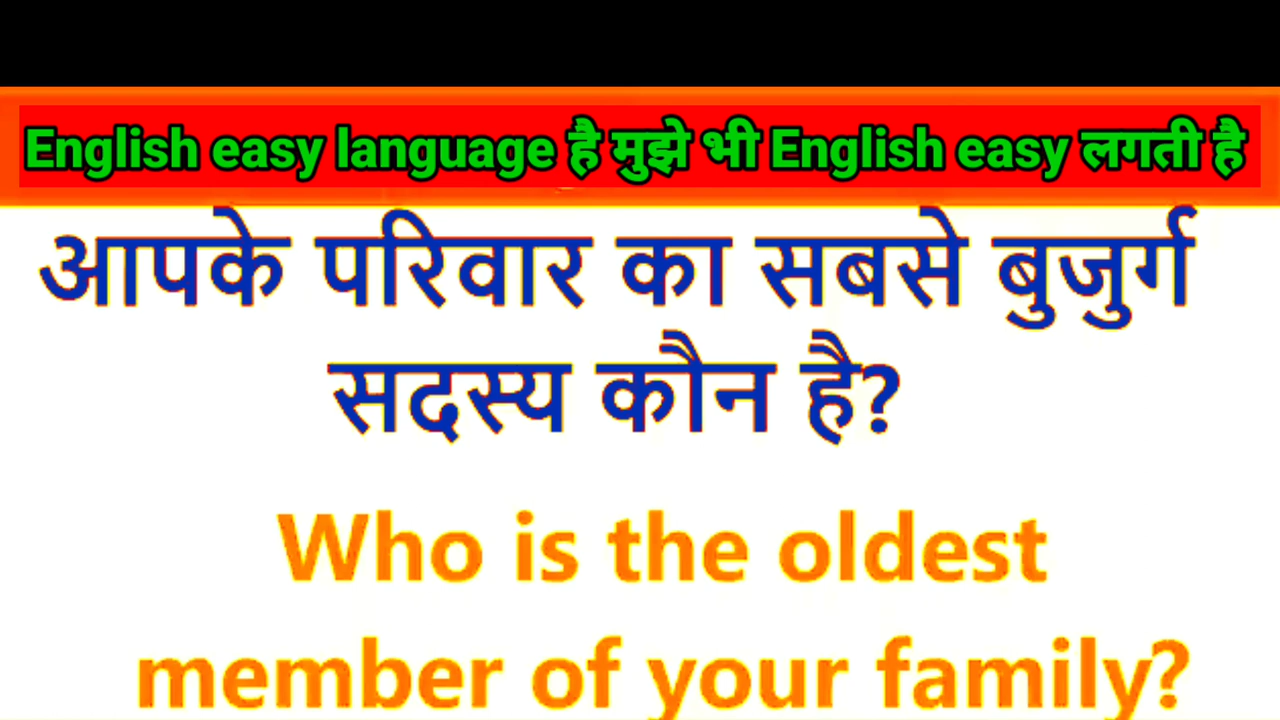 English easy language है मुझे भी English easy लगती है
आपके परिवार का सबसे बुजुर्ग
सदस्य कौन है?
Who is the oldest
member of your family?